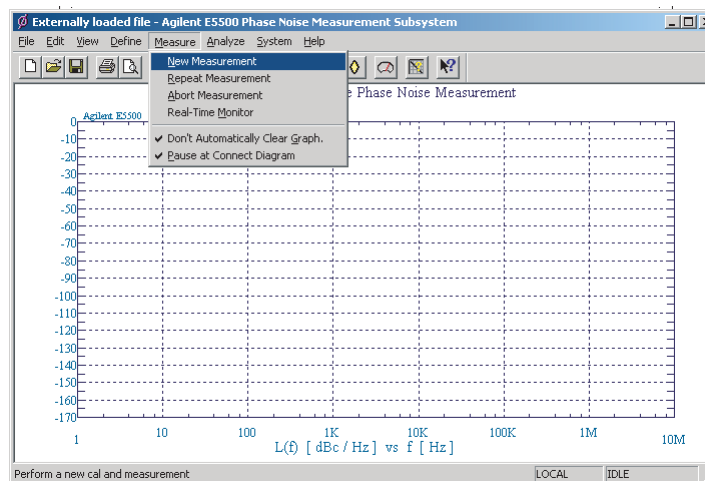 Externally loaded file - Agilent E5500 Phase Noise Measurement Subsystem
File Edit View Define Measure Analyze System Help
New Measurement
Repeat Measurement
Abort Measurement
Real-Time Monitor
Don't Automatically Clear Graph.
Pause at Connect Diagram
e Phase Noise Measurement
Agilent E5500
0
-10
-20
-30
-40
-50
-60
-70
-80
-90
-100
-110
-120
-130
-140
-150
-160
-170
1 10 100 1K 10K 100K 1M 10M
L(f) [ dBc / Hz ] vs f [ Hz ]
Perform a new cal and measurement LOCAL IDLE